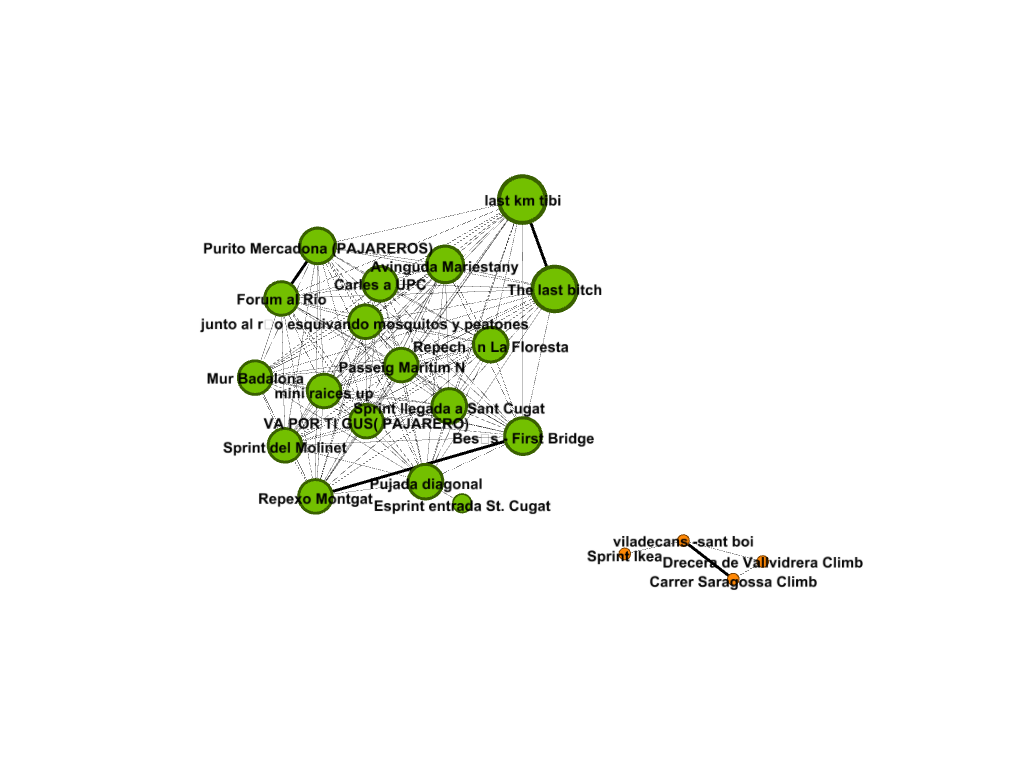 last km tibi
Purito Mercadona (PAJAREROS)
Avinguda Mariestany
Carles a UPC
The last bitch
Forum al Rio
junto al r□o esquivando mosquitos y peatones
Repech□n La Floresta
Passeig Maritim N
Mur Badalona
mini raices up
Sprint llegada a Sant Cugat
VA POR TI GUS( PAJARERO)
Bes□s - First Bridge
Sprint del Molinet
Pujada diagonal
Repexo Montgat
Esprint entrada St. Cugat
viladecans -sant boi
Sprint Ikea
Drecera de Vallvidrera Climb
Carrer Saragossa Climb